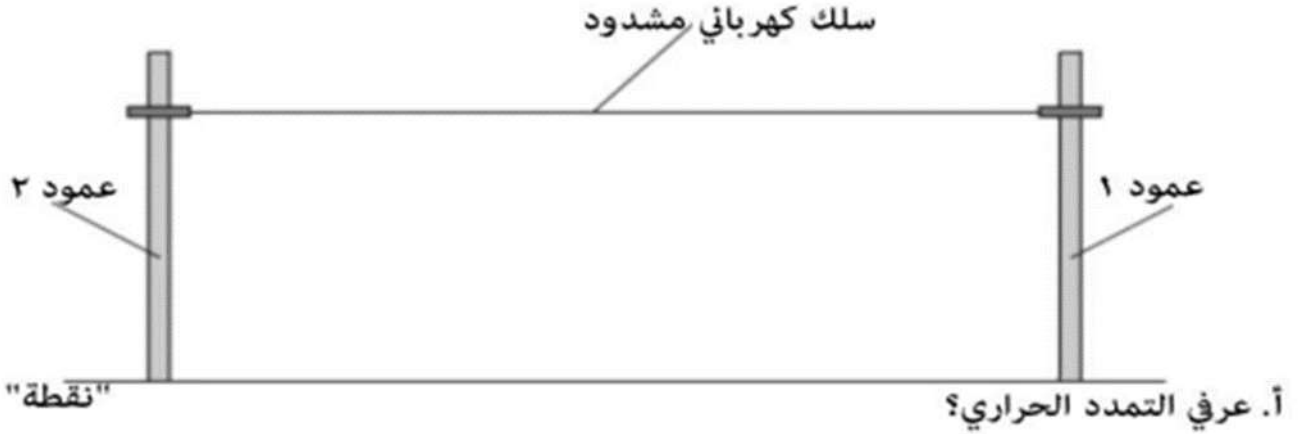 سلك كهربائي مشدود
عمود ١
عمود ٢
أ. عرفي التمدد الحراري؟
"نقطة"